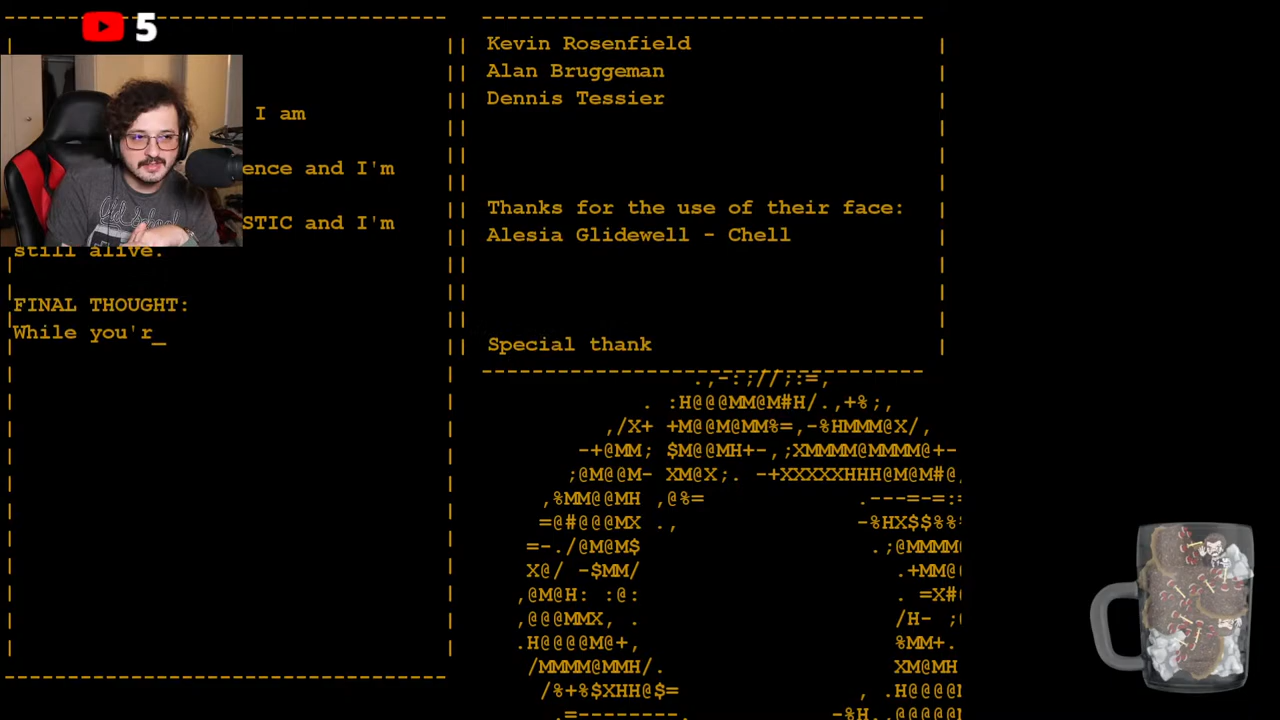 5
I am
ence and I'm
STIC and I'm
still alive.
FINAL THOUGHT:
While you'r_
Kevin Rosenfield
Alan Bruggeman
Dennis Tessier
Thanks for the use of their face:
Alesia Glidewell - Chell
Special thank